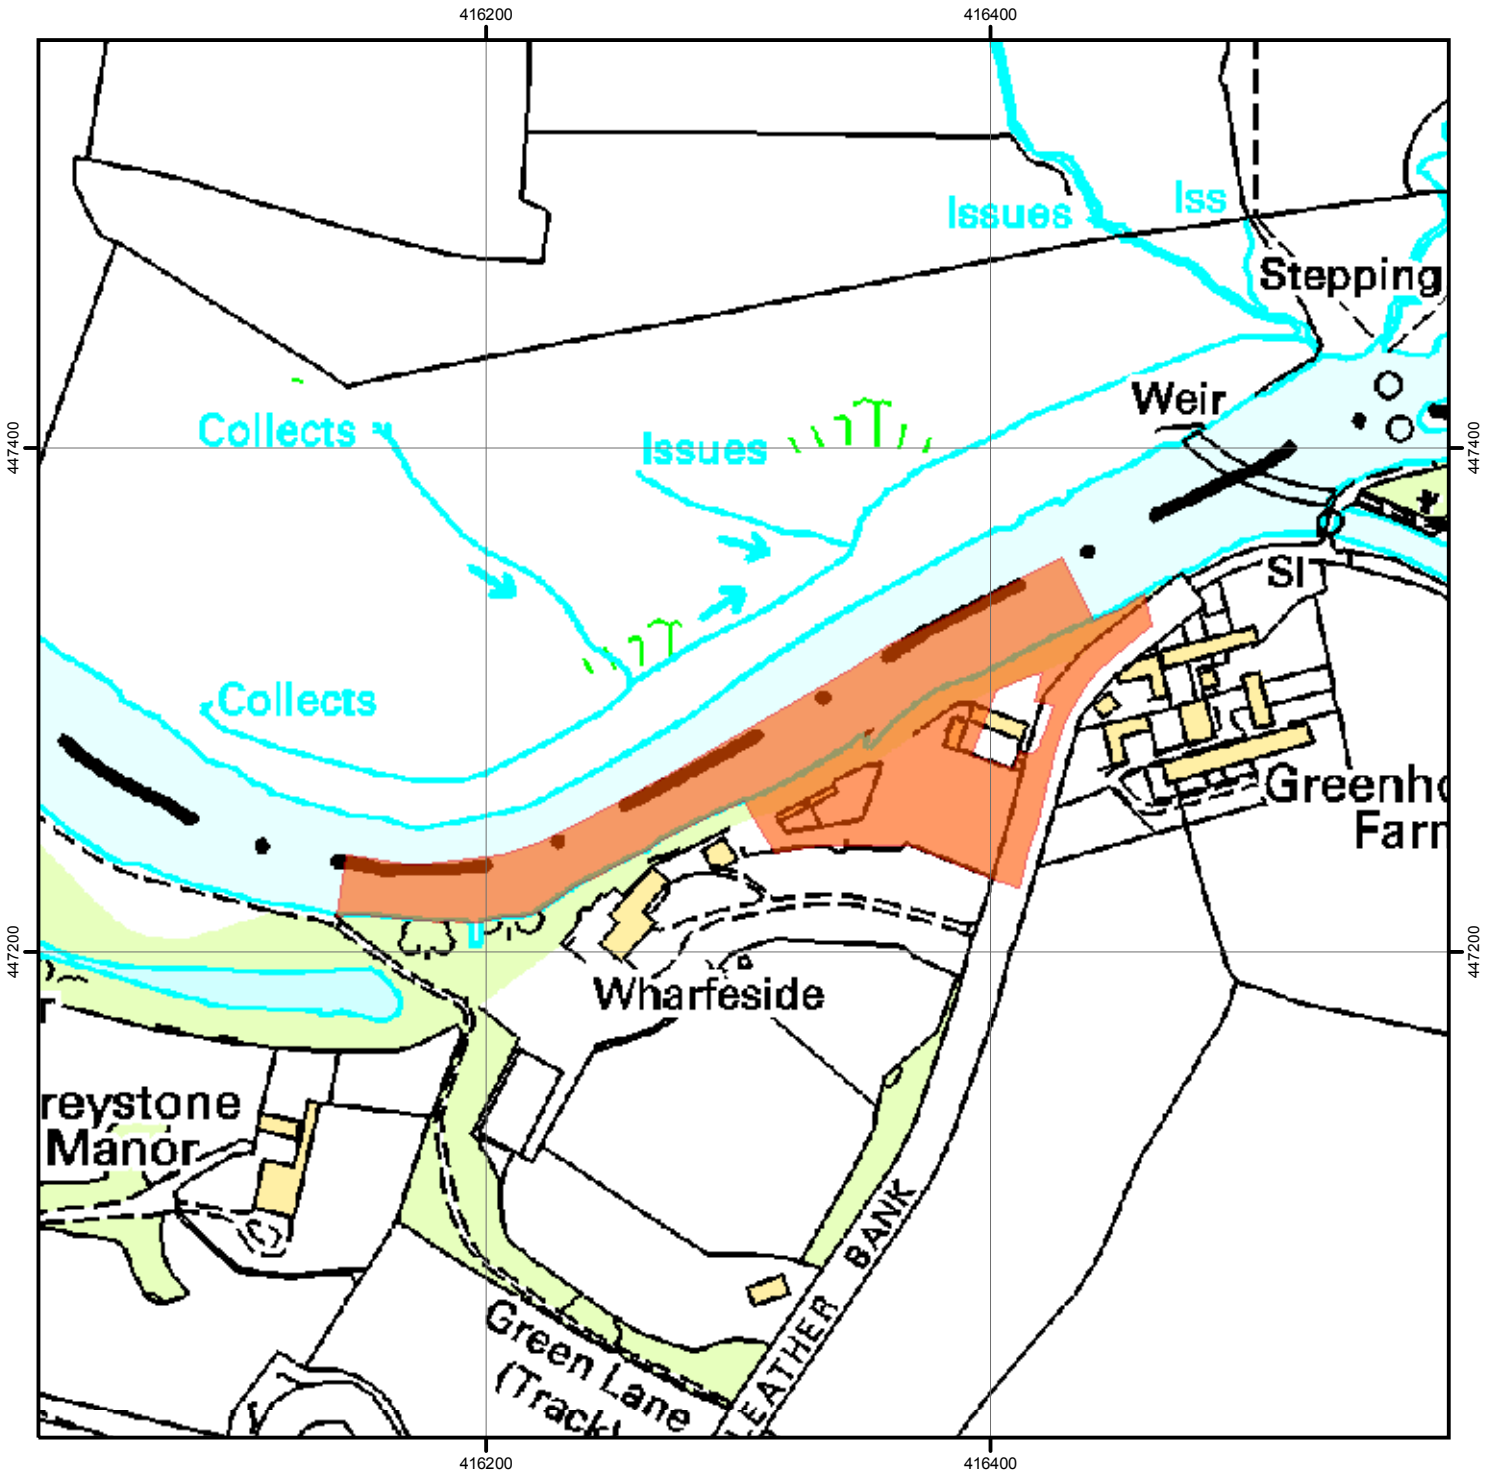 416200
416400
Issues
Iss
Stepping
Weir
Collects
Issues
447400
447400
SI
Collects
Greenho
Farn
447200
447200
Wharfeside
r
reystone
Manor
BANK
LEATHER
Green Lane
(Track)
416200
416400